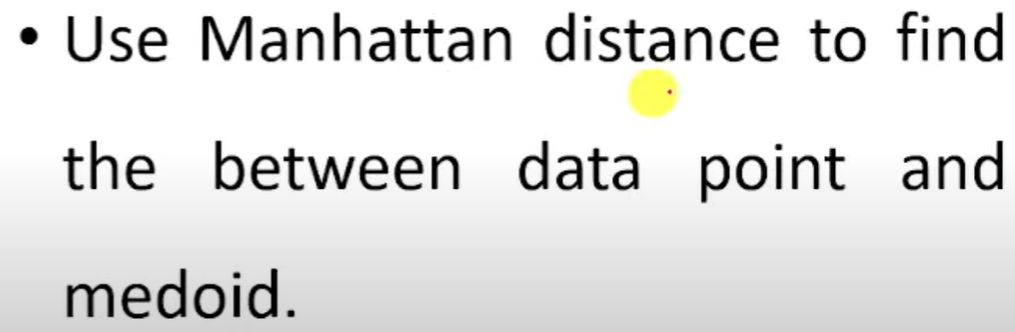 • Use Manhattan distance to find
the between data point and
medoid.